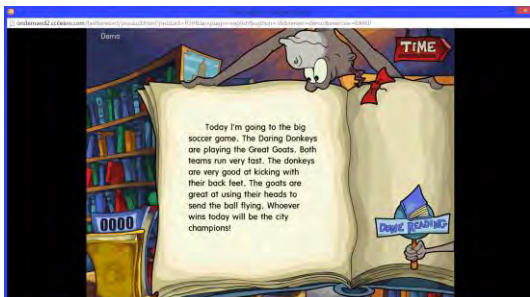 Demo
TIME
Today I'm going to the big
soccer game. The Daring Donkeys
are playing the Great Goats. Both
teams run very fast. The donkeys
are very good at kicking with
their back feet. The goats are
great at using their heads to
send the ball flying. Whoever
wins today will be the city
champions!
0000
DONE READING